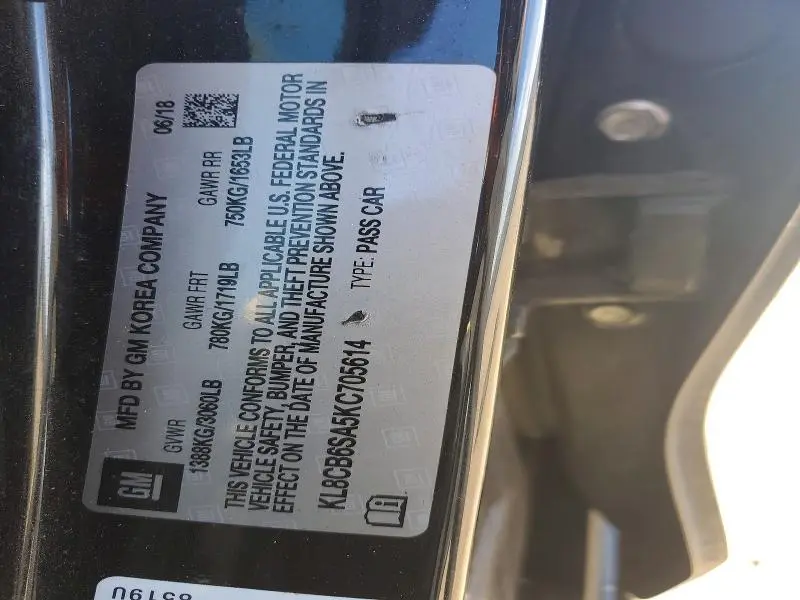 GM
MFD BY GM KOREA COMPANY 06/18
GVWR GAWR FRT GAWR RR
1388KG/3060LB 780KG/1719LB 750KG/1653LB
THIS VEHICLE CONFORMS TO ALL APPLICABLE U.S. FEDERAL MOTOR
VEHICLE SAFETY, BUMPER, AND THEFT PREVENTION STANDARDS IN
EFFECT ON THE DATE OF MANUFACTURE SHOWN ABOVE.
KL8CB6SA5KC705614 TYPE: PASS CAR